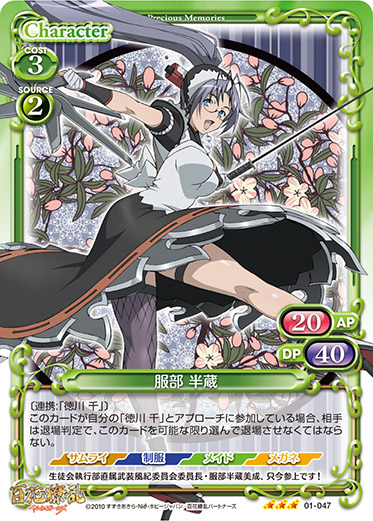 Precious Memories
Character
COST
3
SOURCE
2
20 AP
DP 40
服部 半蔵
〔連携:「徳川 千」〕
このカードが自分の「徳川 千」とアプローチに参加している場合、相手
は退場判定で、このカードを可能な限り選んで退場させなくてはなら
ない。
サムライ 制服 メイド メガネ
生徒会執行部直属武装風紀委員会委員長・服部半蔵美成、只今参上です!
百花繚乱
サムライガールズ
©2010 すずきあきら・Niθ・ホビージャパン/百花繚乱パートナーズ
01-047